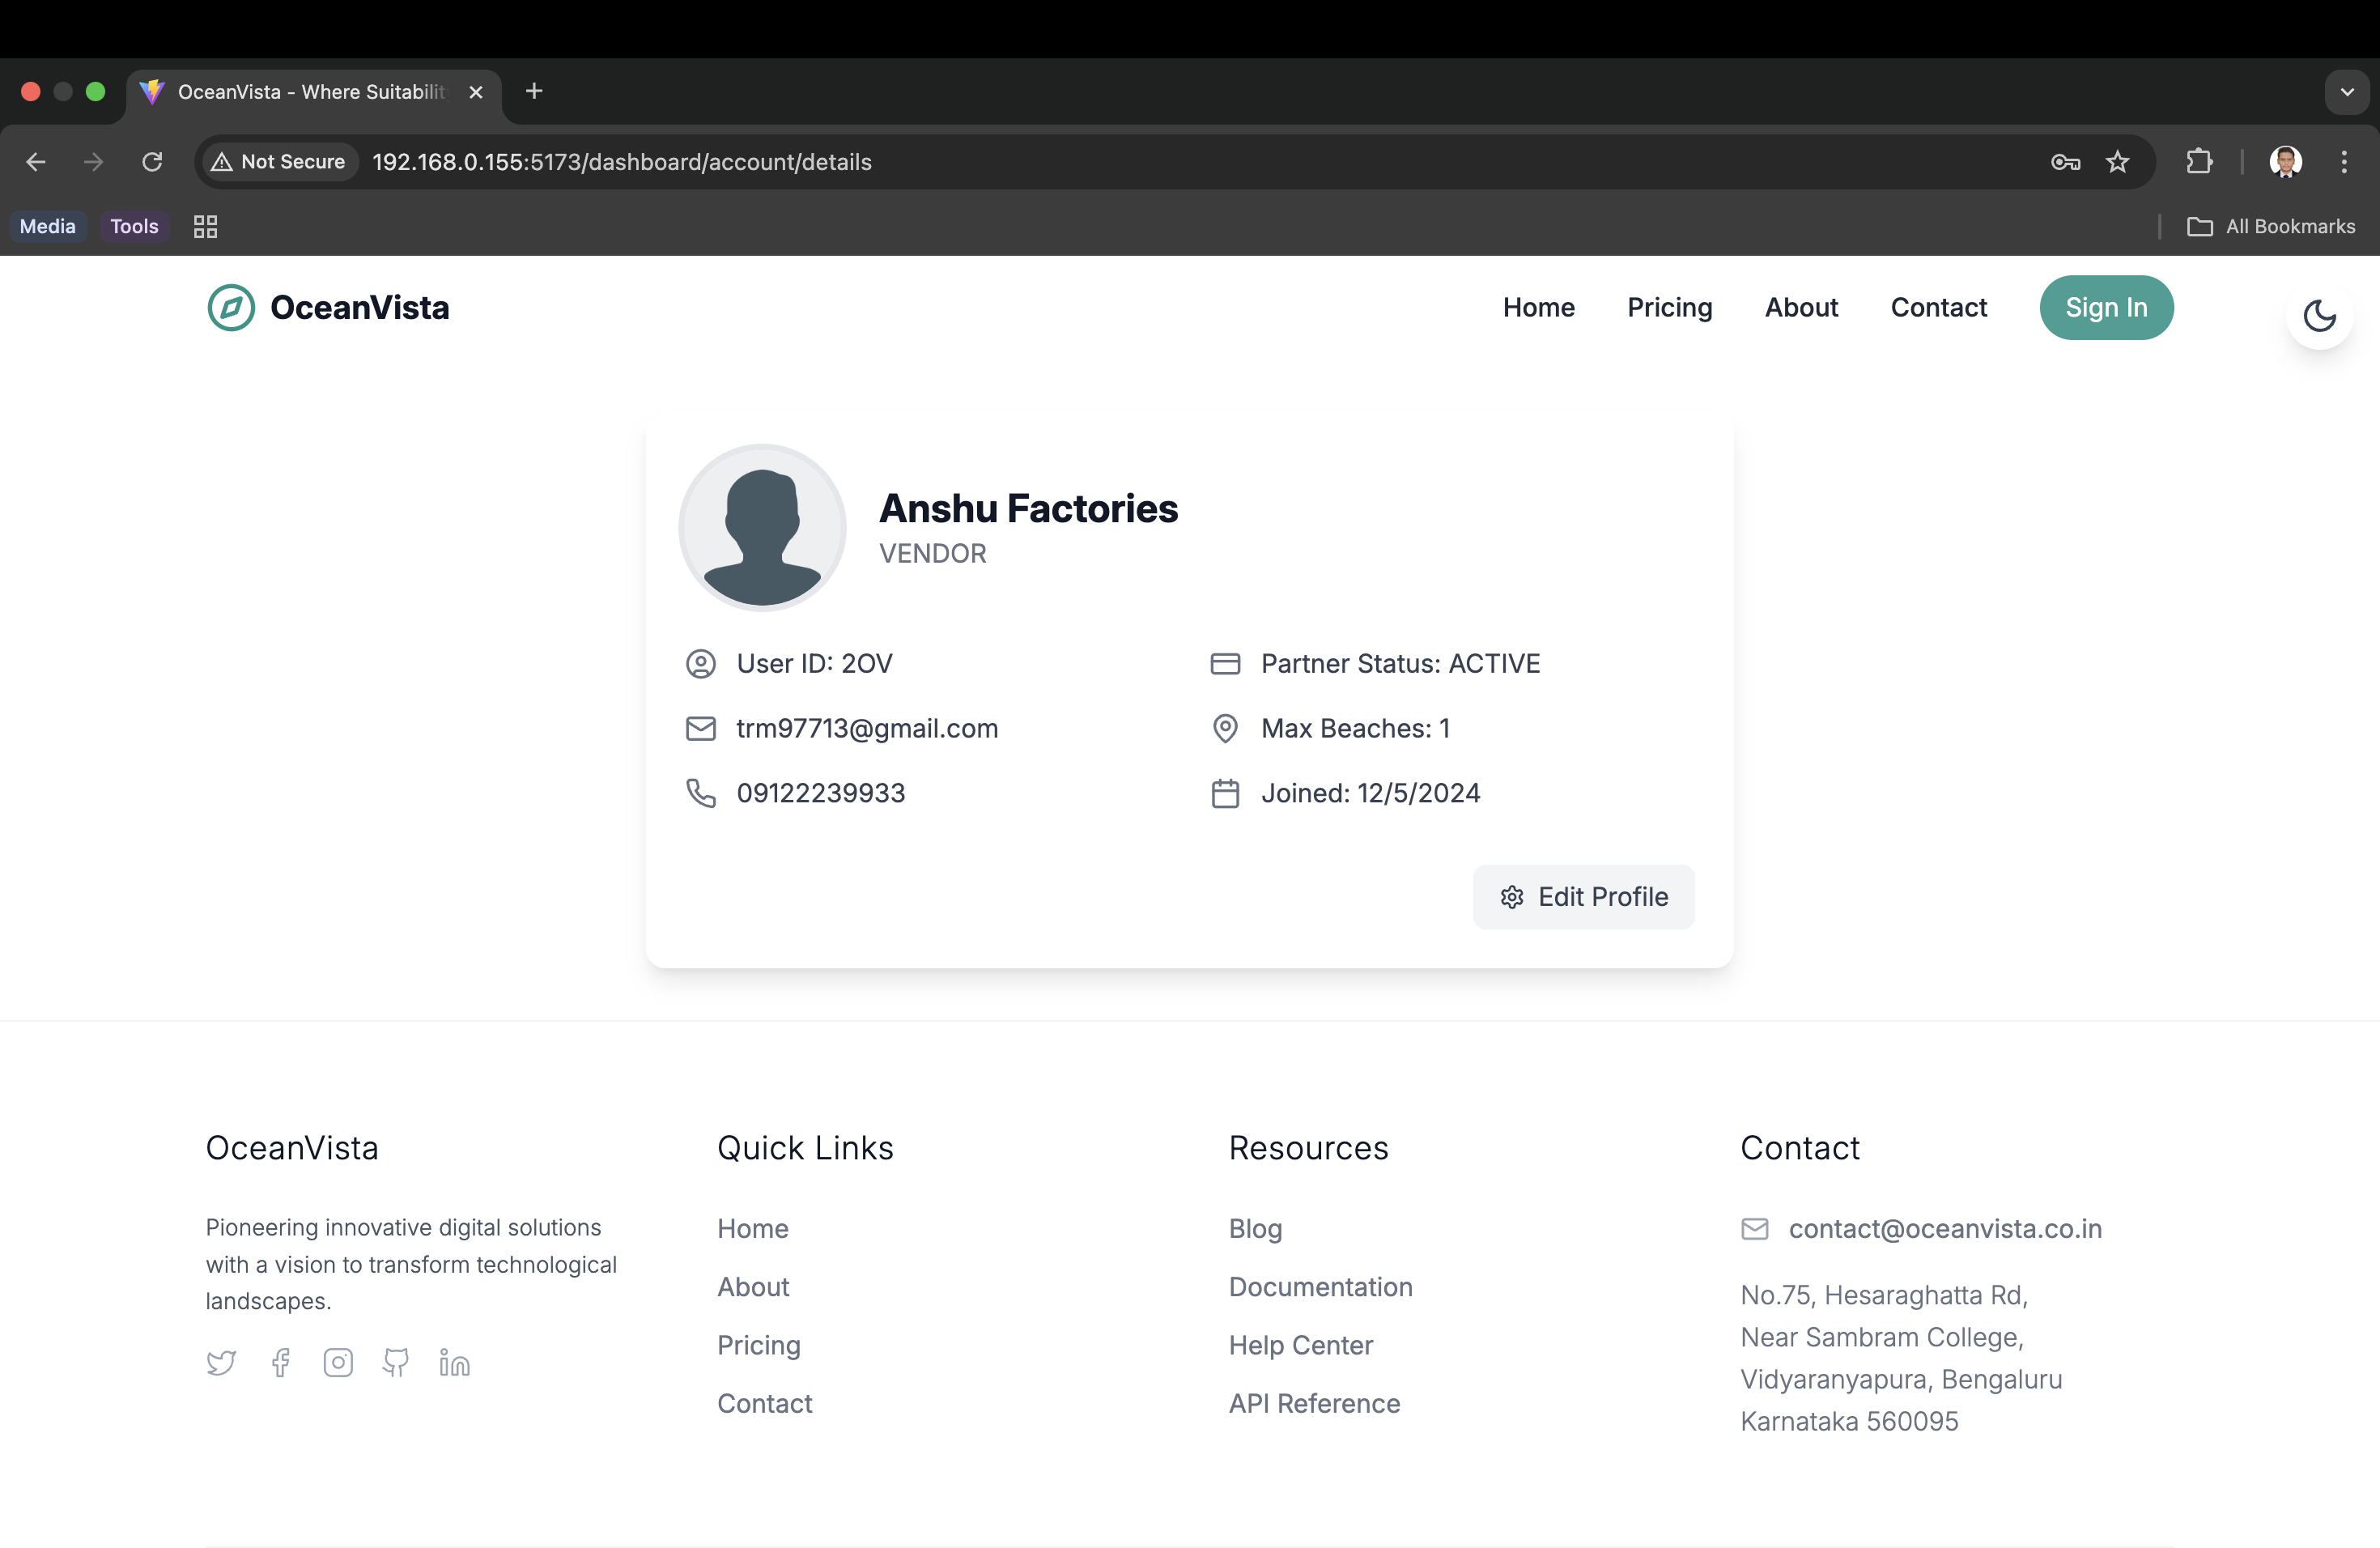 OceanVista - Where Suitabilit
Not Secure
192.168.0.155:5173/dashboard/account/details
Media
Tools
All Bookmarks
OceanVista
Home
Pricing
About
Contact
Sign In
Anshu Factories
VENDOR
User ID: 2OV
Partner Status: ACTIVE
trm97713@gmail.com
Max Beaches: 1
09122239933
Joined: 12/5/2024
Edit Profile
OceanVista
Pioneering innovative digital solutions
with a vision to transform technological
landscapes.
Quick Links
Home
About
Pricing
Contact
Resources
Blog
Documentation
Help Center
API Reference
Contact
contact@oceanvista.co.in
No.75, Hesaraghatta Rd,
Near Sambram College,
Vidyaranyapura, Bengaluru
Karnataka 560095